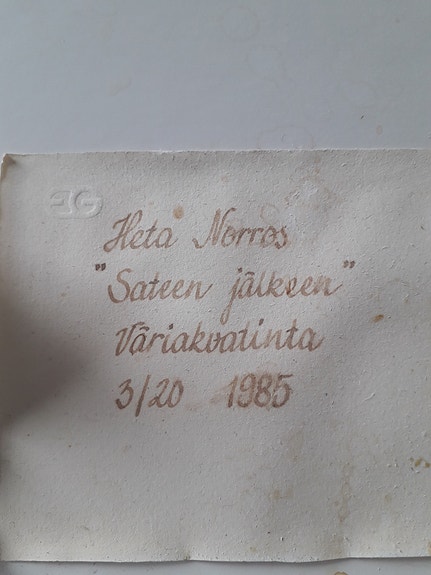 Heta Norros
"Sateen jälkeen"
Väriakvatinta
3/20 1985